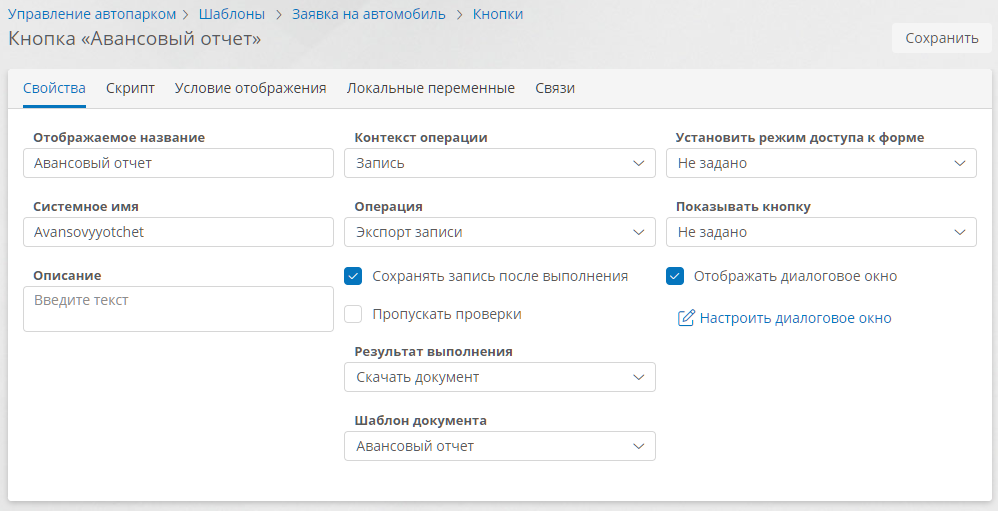 Управление автопарком > Шаблоны > Заявка на автомобиль > Кнопки
Кнопка «Авансовый отчет»
Сохранить
Свойства Скрипт Условие отображения Локальные переменные Связи
Отображаемое название
Авансовый отчет
Системное имя
Avansovyyotchet
Описание
Введите текст
Контекст операции
Запись
Операция
Экспорт записи
Сохранять запись после выполнения
Пропускать проверки
Результат выполнения
Скачать документ
Шаблон документа
Авансовый отчет
Установить режим доступа к форме
Не задано
Показывать кнопку
Не задано
Отображать диалоговое окно
Настроить диалоговое окно